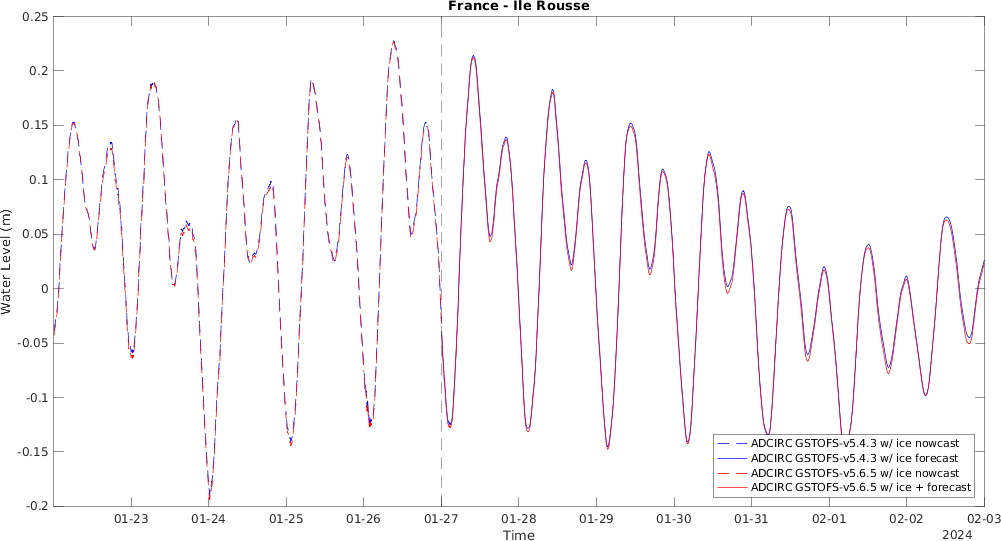 France - Ile Rousse
0.25
0.2
0.15
0.1
0.05
0
-0.05
-0.1
-0.15
-0.2
Water Level (m)
01-23 01-24 01-25 01-26 01-27 01-28 01-29 01-30 01-31 02-01 02-02 02-03
Time
2024
ADCIRC GSTOFS-v5.4.3 w/ ice nowcast
ADCIRC GSTOFS-v5.4.3 w/ ice forecast
ADCIRC GSTOFS-v5.6.5 w/ ice nowcast
ADCIRC GSTOFS-v5.6.5 w/ ice + forecast